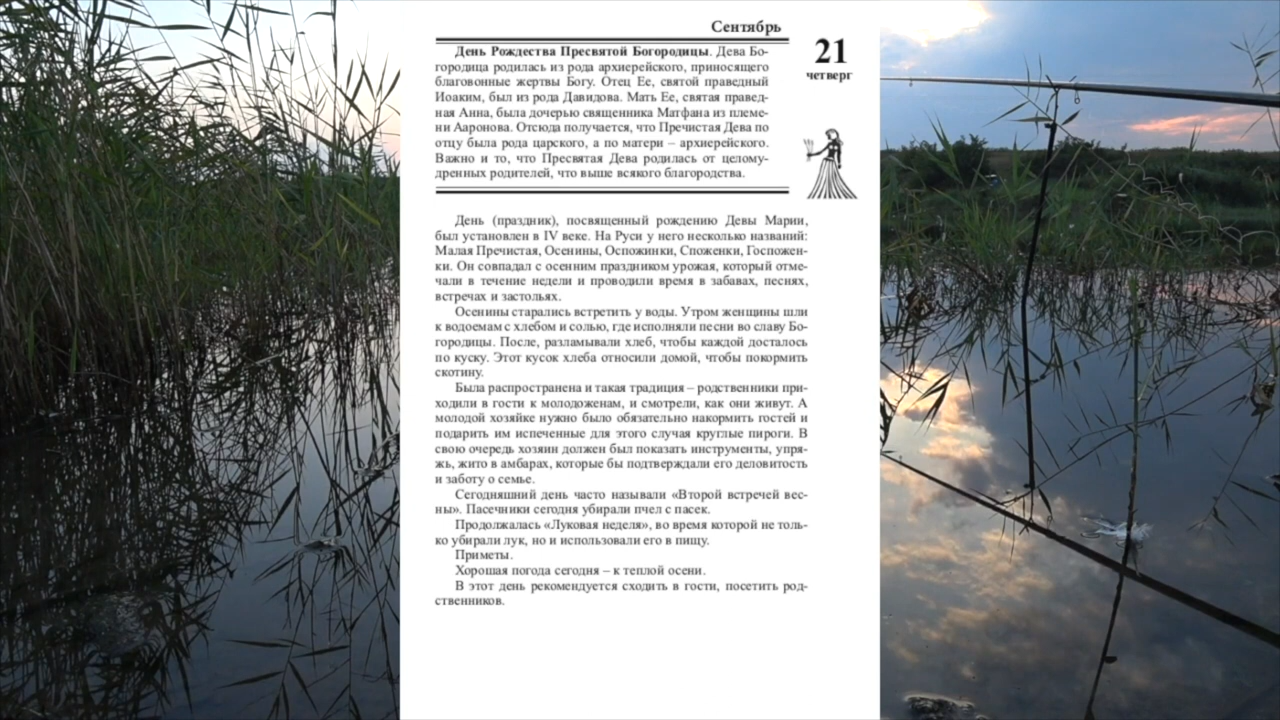 Сентябрь
21
четверг
День Рождества Пресвятой Богородицы. Дева Бо-
городица родилась из рода архиерейского, приносящего
благовонные жертвы Богу. Отец Ее, святой праведный
Иоаким, был из рода Давидова. Мать Ее, святая правед-
ная Анна, была дочерью священника Матфана из племе-
ни Ааронова. Отсюда получается, что Пречистая Дева по
отцу была рода царского, а по матери – архиерейского.
Важно и то, что Пресвятая Дева родилась от целому-
дренных родителей, что выше всякого благородства.
День (праздник), посвященный рождению Девы Марии,
был установлен в IV веке. На Руси у него несколько названий:
Малая Пречистая, Осенины, Оспожинки, Споженки, Госпожен-
ки. Он совпадал с осенним праздником урожая, который отме-
чали в течение недели и проводили время в забавах, песнях,
встречах и застольях.
Осенины старались встретить у воды. Утром женщины шли
к водоемам с хлебом и солью, где исполняли песни во славу Бо-
городицы. После, разламывали хлеб, чтобы каждой досталось
по куску. Этот кусок хлеба относили домой, чтобы покормить
скотину.
Была распространена и такая традиция – родственники при-
ходили в гости к молодоженам, и смотрели, как они живут. А
молодой хозяйке нужно было обязательно накормить гостей и
подарить им испеченные для этого случая круглые пироги. В
свою очередь хозяин должен был показать инструменты, упря-
жь, жито в амбарах, которые бы подтверждали его деловитость
и заботу о семье.
Сегодняшний день часто называли «Второй встречей вес-
ны». Пасечники сегодня убирали пчел с пасек.
Продолжалась «Луковая неделя», во время которой не толь-
ко убирали лук, но и использовали его в пищу.
Приметы.
Хорошая погода сегодня – к теплой осени.
В этот день рекомендуется сходить в гости, посетить род-
ственников.